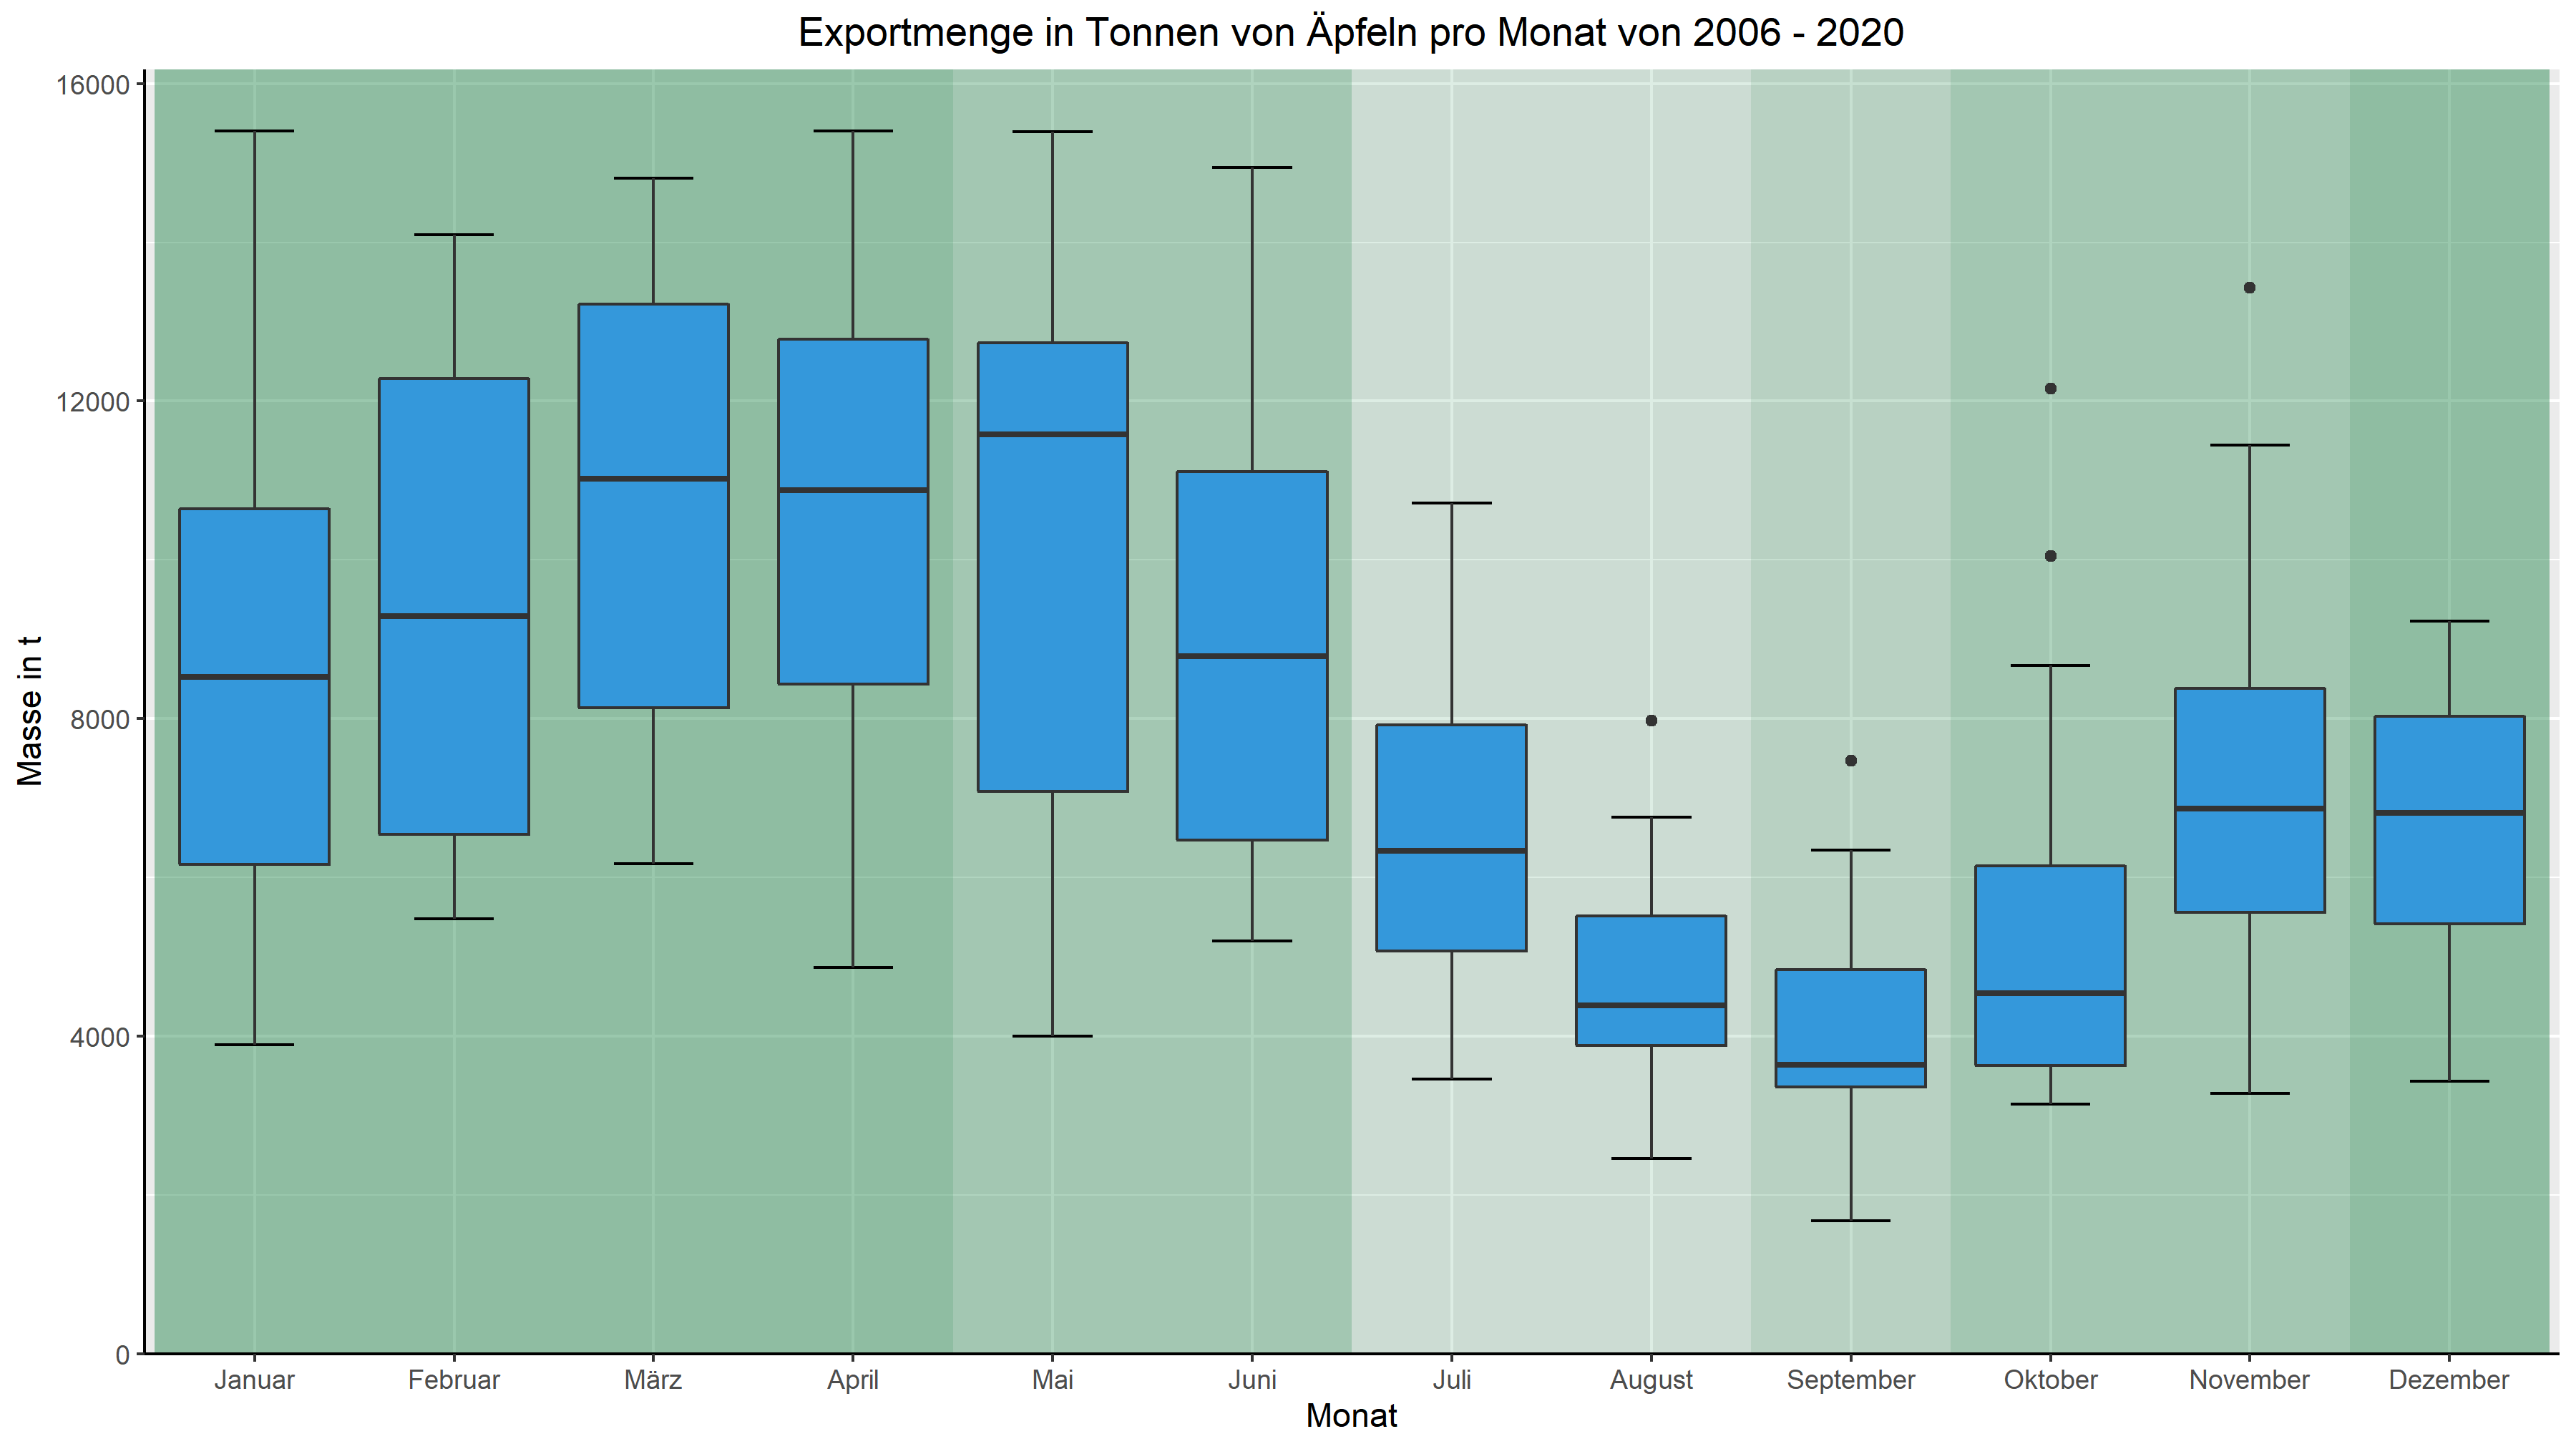 Exportmenge in Tonnen von Äpfeln pro Monat von 2006 - 2020
Masse in t
16000
12000
8000
4000
0
Januar Februar März April Mai Juni Juli August September Oktober November Dezember
Monat